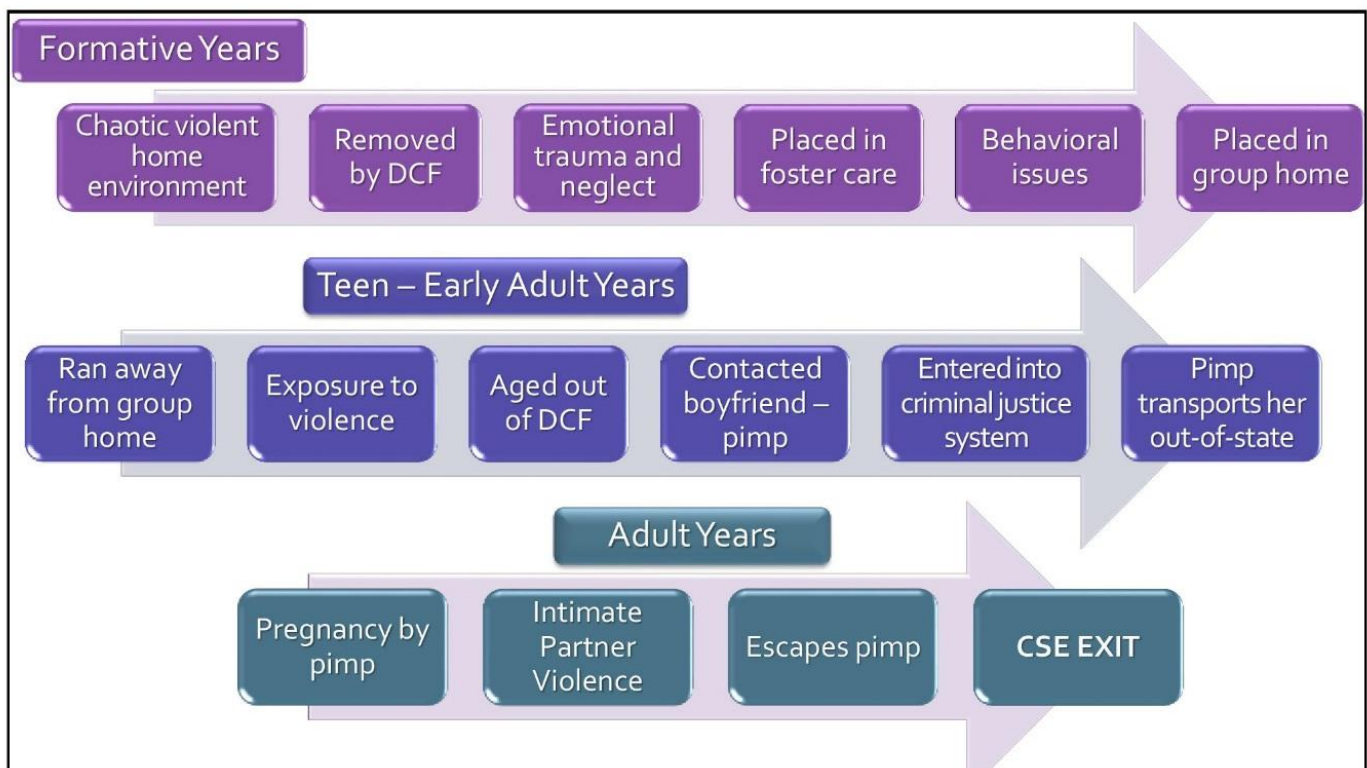 Formative Years
Chaotic violent
home
environment
Removed
by DCF
Emotional
trauma and
neglect
Placed in
foster care
Behavioral
issues
Placed in
group home
Teen – Early Adult Years
Ran away
from group
home
Exposure to
violence
Aged out
of DCF
Contacted
boyfriend –
pimp
Entered into
criminal justice
system
Pimp
transports her
out-of-state
Adult Years
Pregnancy by
pimp
Intimate
Partner
Violence
Escapes pimp
CSE EXIT